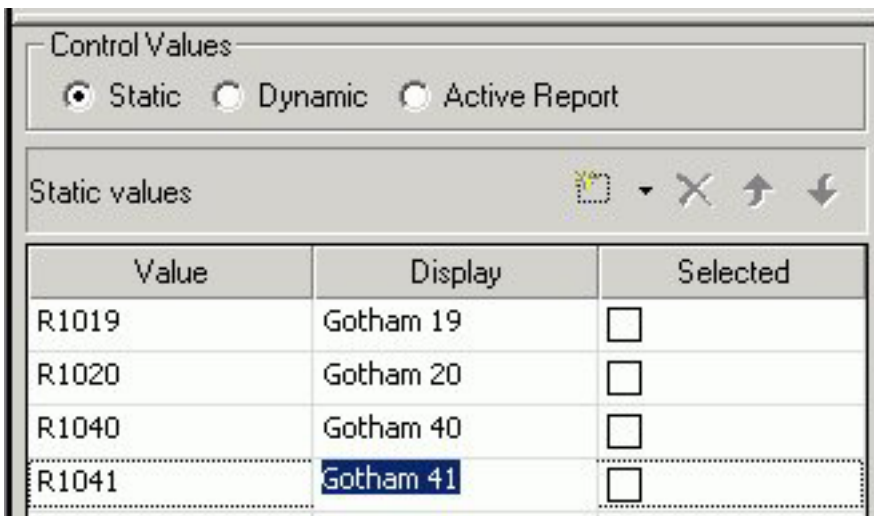 Control Values
Static Dynamic Active Report
Static values
Value Display Selected
R1019 Gotham 19
R1020 Gotham 20
R1040 Gotham 40
R1041 Gotham 41